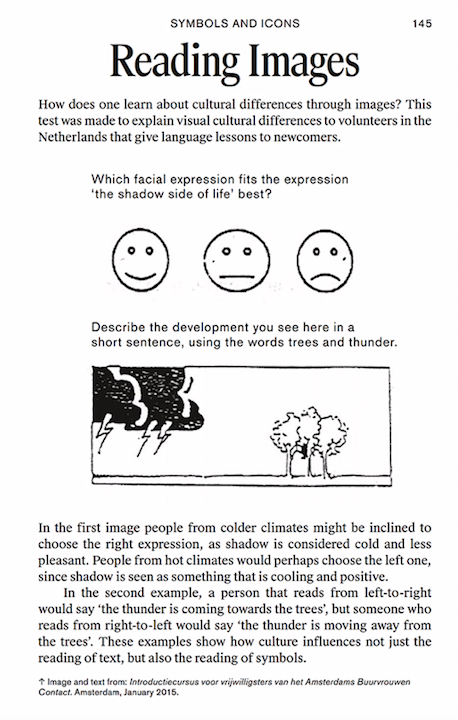 SYMBOLS AND ICONS 145
Reading Images
How does one learn about cultural differences through images? This
test was made to explain visual cultural differences to volunteers in the
Netherlands that give language lessons to newcomers.
Which facial expression fits the expression
‘the shadow side of life’ best?
Describe the development you see here in a
short sentence, using the words trees and thunder.
In the first image people from colder climates might be inclined to
choose the right expression, as shadow is considered cold and less
pleasant. People from hot climates would perhaps choose the left one,
since shadow is seen as something that is cooling and positive.
In the second example, a person that reads from left-to-right
would say ‘the thunder is coming towards the trees’, but someone who
reads from right-to-left would say ‘the thunder is moving away from
the trees’. These examples show how culture influences not just the
reading of text, but also the reading of symbols.
↑ Image and text from: Introductiecursus voor vrijwilligsters van het Amsterdams Buurvrouwen
Contact. Amsterdam, January 2015.